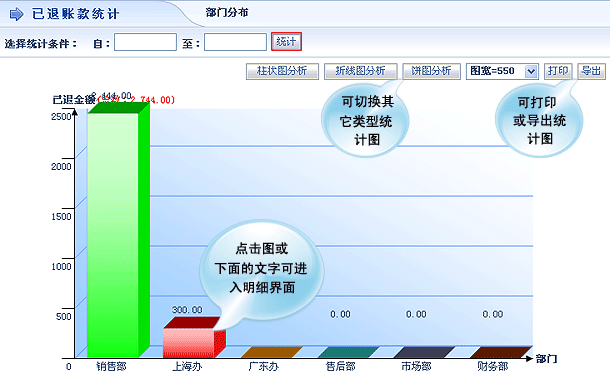 已退账款统计
部门分布
选择统计条件： 自： 至： 统计
柱状图分析 折线图分析 饼图分析 图宽=550 打印 导出
可切换其
它类型统
计图
可打印
或导出统
计图
已退金额
2,444.00
2,744.00)
2500
2000
1500
1000
500
0
点击图或
下面的文字可进
入明细界面
300.00
0.00 0.00 0.00
销售部 上海办 广东办 售后部 市场部 财务部
部门